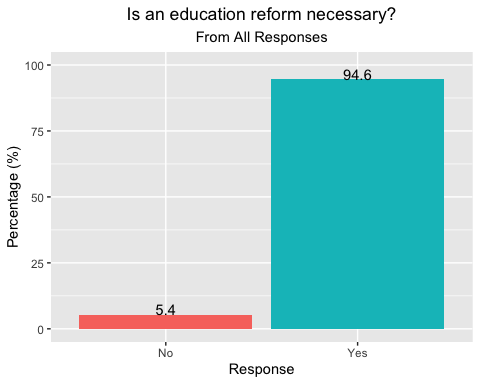 Is an education reform necessary?
From All Responses
Percentage (%)
100
75
50
25
0
5.4
94.6
No
Yes
Response